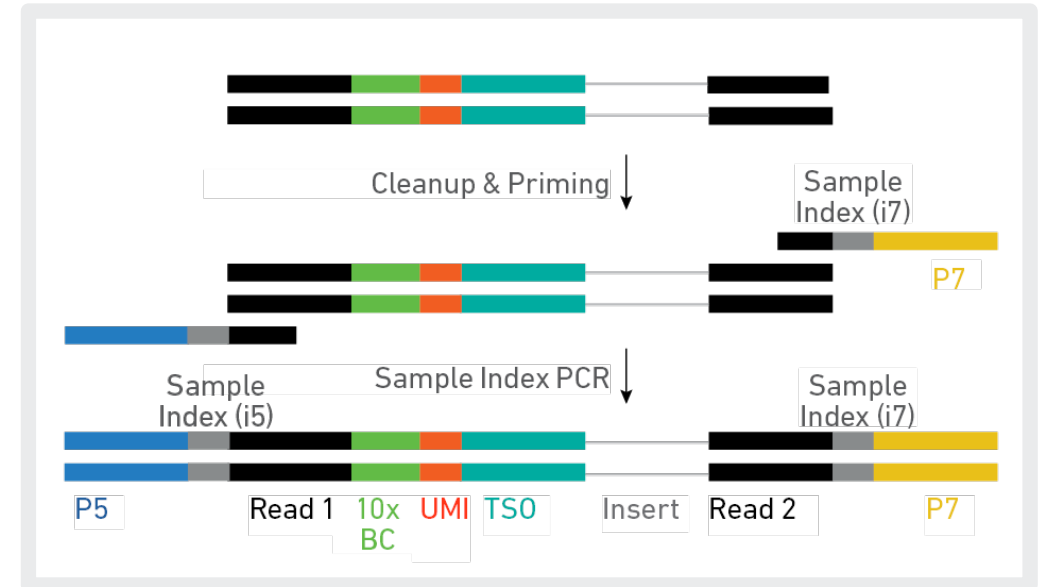 Cleanup & Priming
Sample
Index (i7)
P7
Sample
Index (i5)
Sample Index PCR
Sample
Index (i7)
P5
Read 1
10x
BC
UMI
TSO
Insert
Read 2
P7